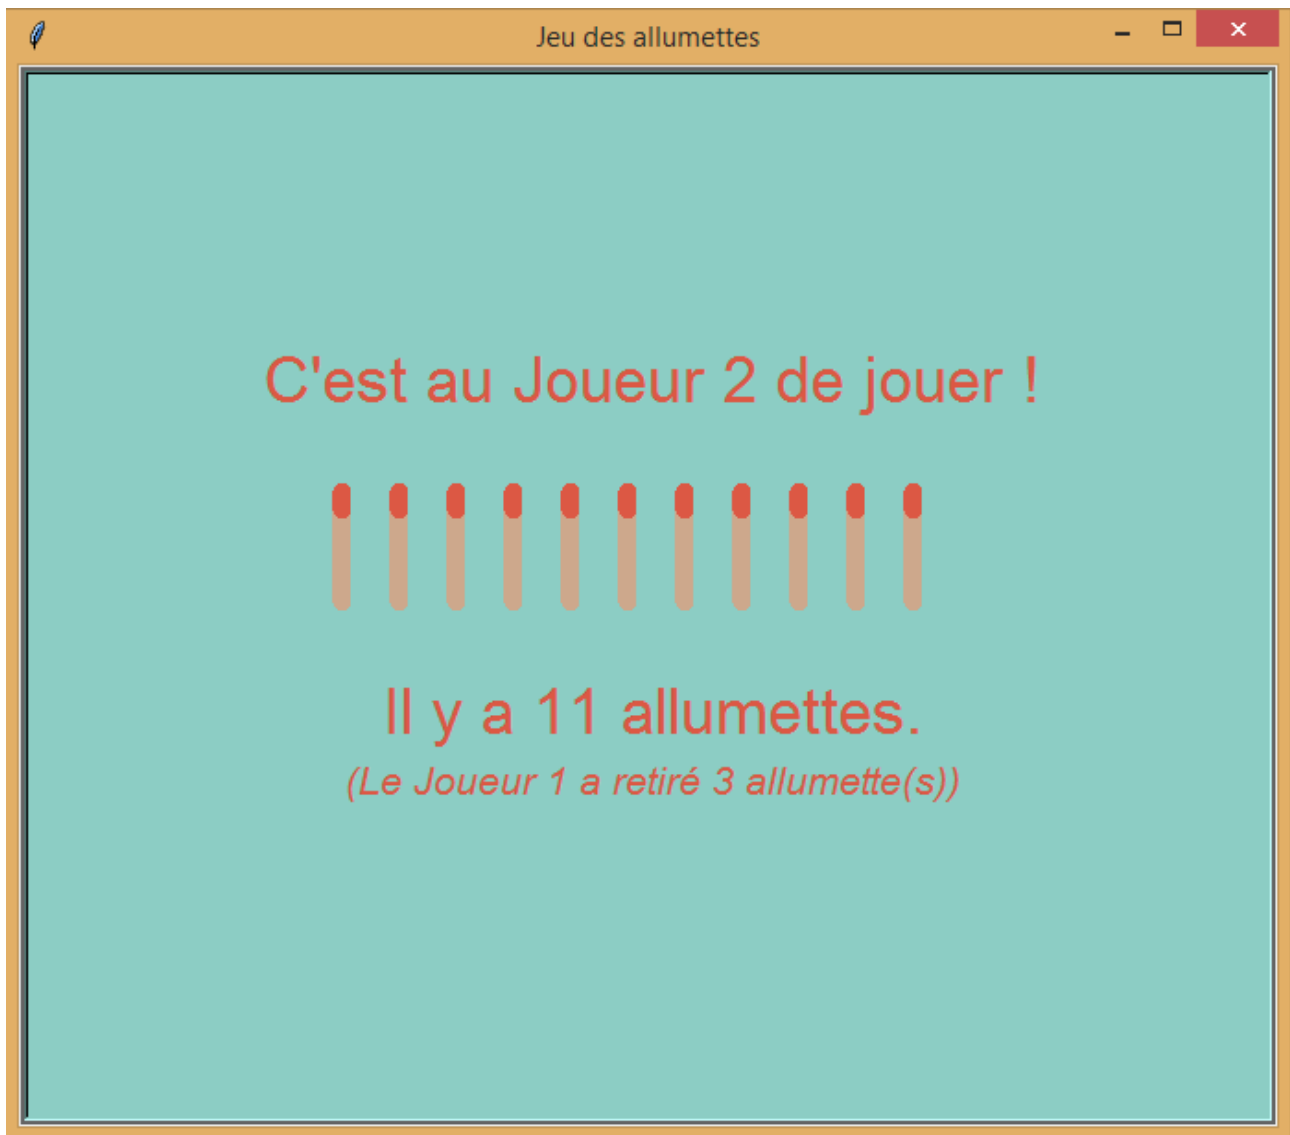 Jeu des allumettes
C'est au Joueur 2 de jouer !
Il y a 11 allumettes.
(Le Joueur 1 a retiré 3 allumette(s))